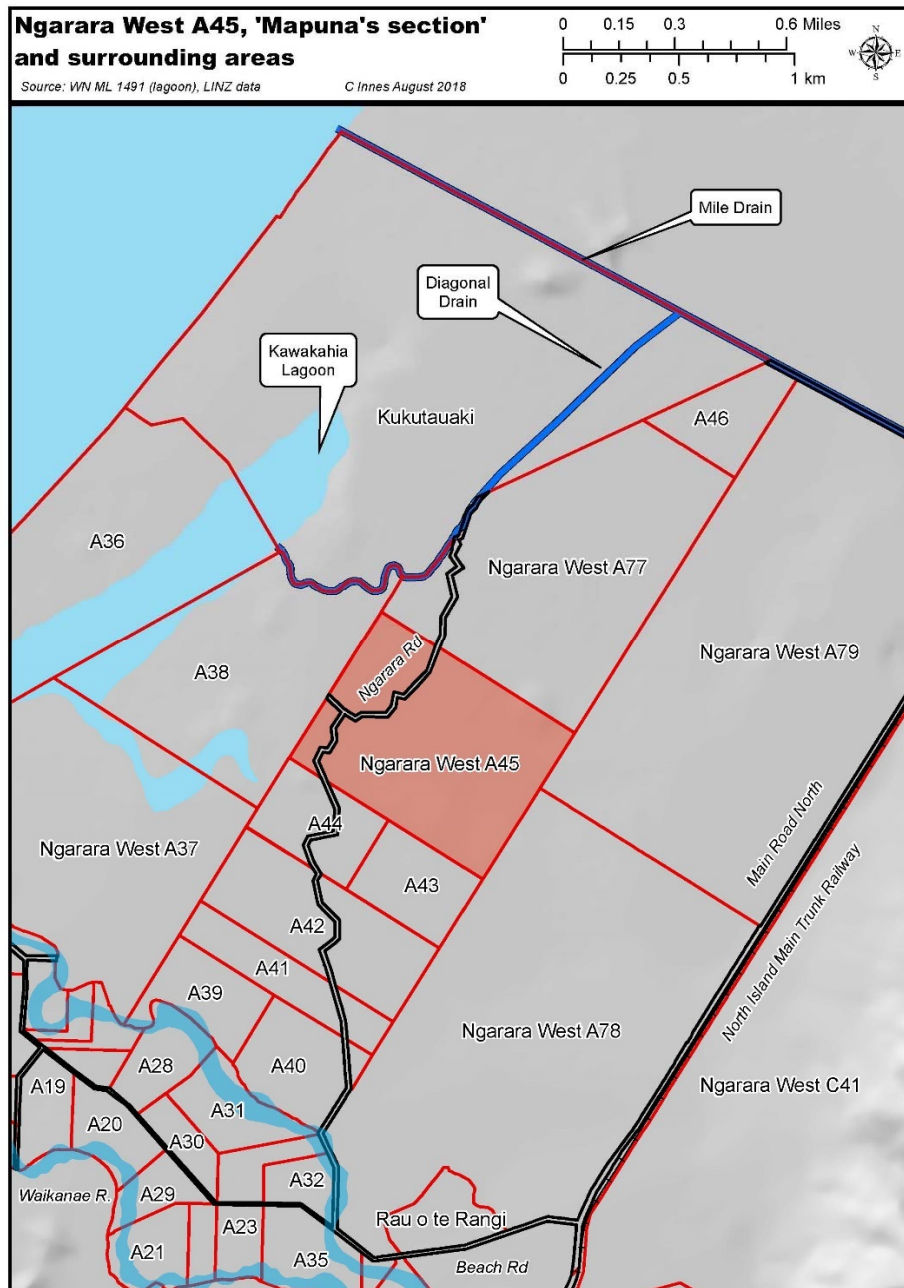 Ngarara West A45, 'Mapuna's section'
and surrounding areas
Source: WN ML 1491 (lagoon), LINZ data
C Innes August 2018
0 0.15 0.3 0.6 Miles
0 0.25 0.5 1 km
N
W E
S
Mile Drain
Diagonal
Drain
Kawakahia
Lagoon
Kukutauaki
A46
A36
Ngarara West A77
Ngarara West A79
A38
Ngarara Rd
Ngarara West A45
Main Road North
North Island Main Trunk Railway
A44
Ngarara West A37
A43
A42
A41
A39
Ngarara West A78
A40
A28
Ngarara West C41
A19
A31
A20
A30
A32
Waikanae R.
A29
A23
Rau o te Rangi
A21
A35
Beach Rd